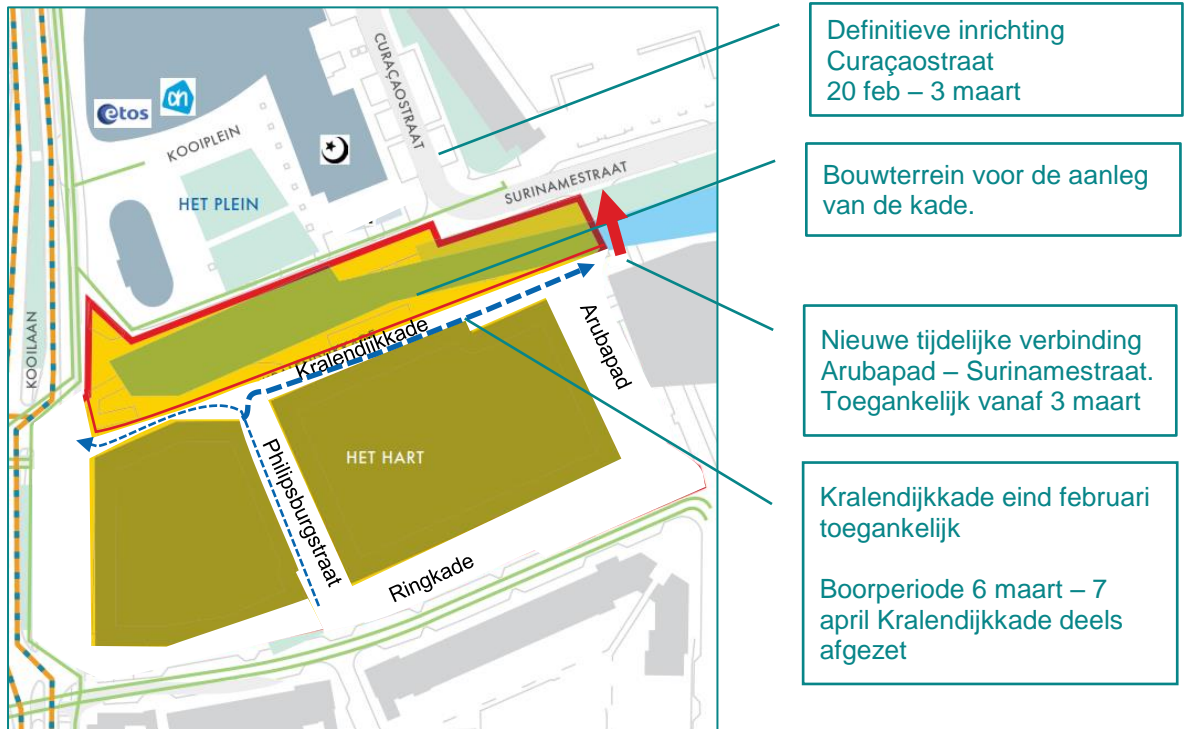 CURAÇAOSTRAAT
etos
ah
KOOIPLEIN
HET PLEIN
SURINAMESTRAAT
KOOILAAN
Kralendijkkade
Arubapad
HET HART
Philipsburgstraat
Ringkade
Definitieve inrichting
Curaçaostraat
20 feb – 3 maart
Bouwterrein voor de aanleg
van de kade.
Nieuwe tijdelijke verbinding
Arubapad – Surinamestraat.
Toegankelijk vanaf 3 maart
Kralendijkkade eind februari
toegankelijk
Boorperiode 6 maart – 7
april Kralendijkkade deels
afgezet